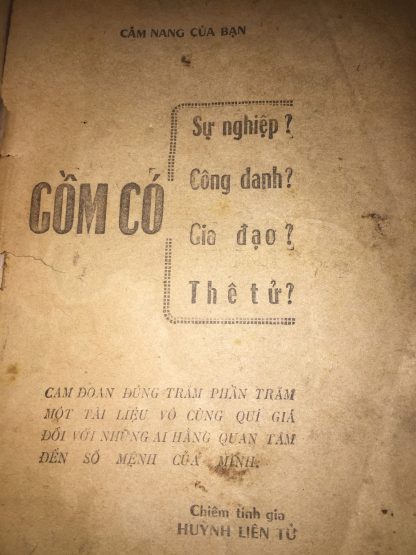 CẨM NANG CỦA BẠN
GỒM CÓ
Sự nghiệp?
Công danh?
Gia đạo?
Thê tử?
CAM ĐOAN ĐÚNG TRĂM PHẦN TRĂM
MỘT TÀI LIỆU VÔ CÙNG QUÍ GIÁ
ĐỐI VỚI NHỮNG AI HẰNG QUAN TÂM
ĐẾN SỐ MỆNH CỦA MÌNH.
Chiêm tinh gia
HUỲNH LIÊN TỬ